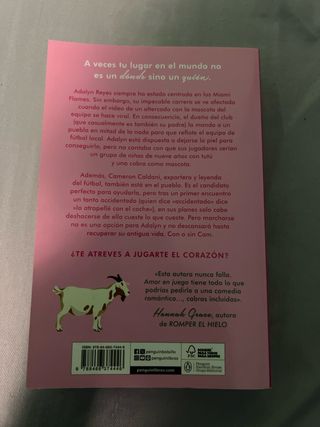 A veces tu lugar en el mundo no
es un dónde sino un quién.
Adalyn Reyes siempre ha estado centrada en los Miami
Flames. Sin embargo, su impecable carrera se ve afectada
cuando el vídeo de un altercado con la mascota del
equipo se hace viral. En consecuencia, el dueño del club
(que casualmente es también su padre) la manda a un
pueblo en mitad de la nada para que reflote el equipo de
fútbol local. Adalyn está dispuesta a dejarse la piel para
conseguirlo, pero no contaba con que sus jugadores serían
un grupo de niñas de nueve años con tutú
y una cabra como mascota.
Además, Cameron Caldani, exportero y leyenda
del fútbol, también está en el pueblo. Es el candidato
perfecto para ayudarla, pero tras un primer encuentro
un tanto accidentado (quien dice «accidentado» dice
«la atropellé con el coche»), en sus planes solo cabe
deshacerse de ella cueste lo que cueste. Pero marcharse
no es una opción para Adalyn y no descansará hasta
recuperar su antigua vida. Con o sin Cam.
¿TE ATREVES A JUGARTE EL CORAZÓN?
«Esta autora nunca falla.
Amor en juego tiene todo lo que
podrías pedirle a una comedia
romántica..., cabras incluidas».
Hannah Grace, autora
de ROMPER EL HIELO
penguinlibros.com
FSC
Penguin
Random House
Grupo Editorial